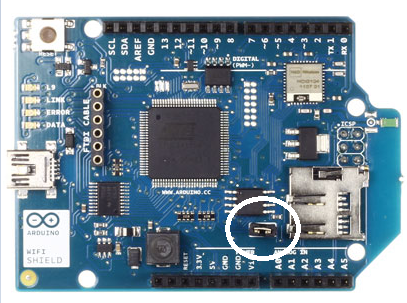 SCL
SDA
AREF
GND
13
12
~11
~10
~9
8
7
~6
~5
4
~3
2
TX 1
RX 0
DIGITAL
(PWM~)
L9
LINK
ERROR
DATA
FTDI CABLE
ICSP
WWW.ARDUINO.CC
ARDUINO
WIFI
SHIELD
RESET
3.3V
5V
GND
GND
A1
A2
A3
A4
A5